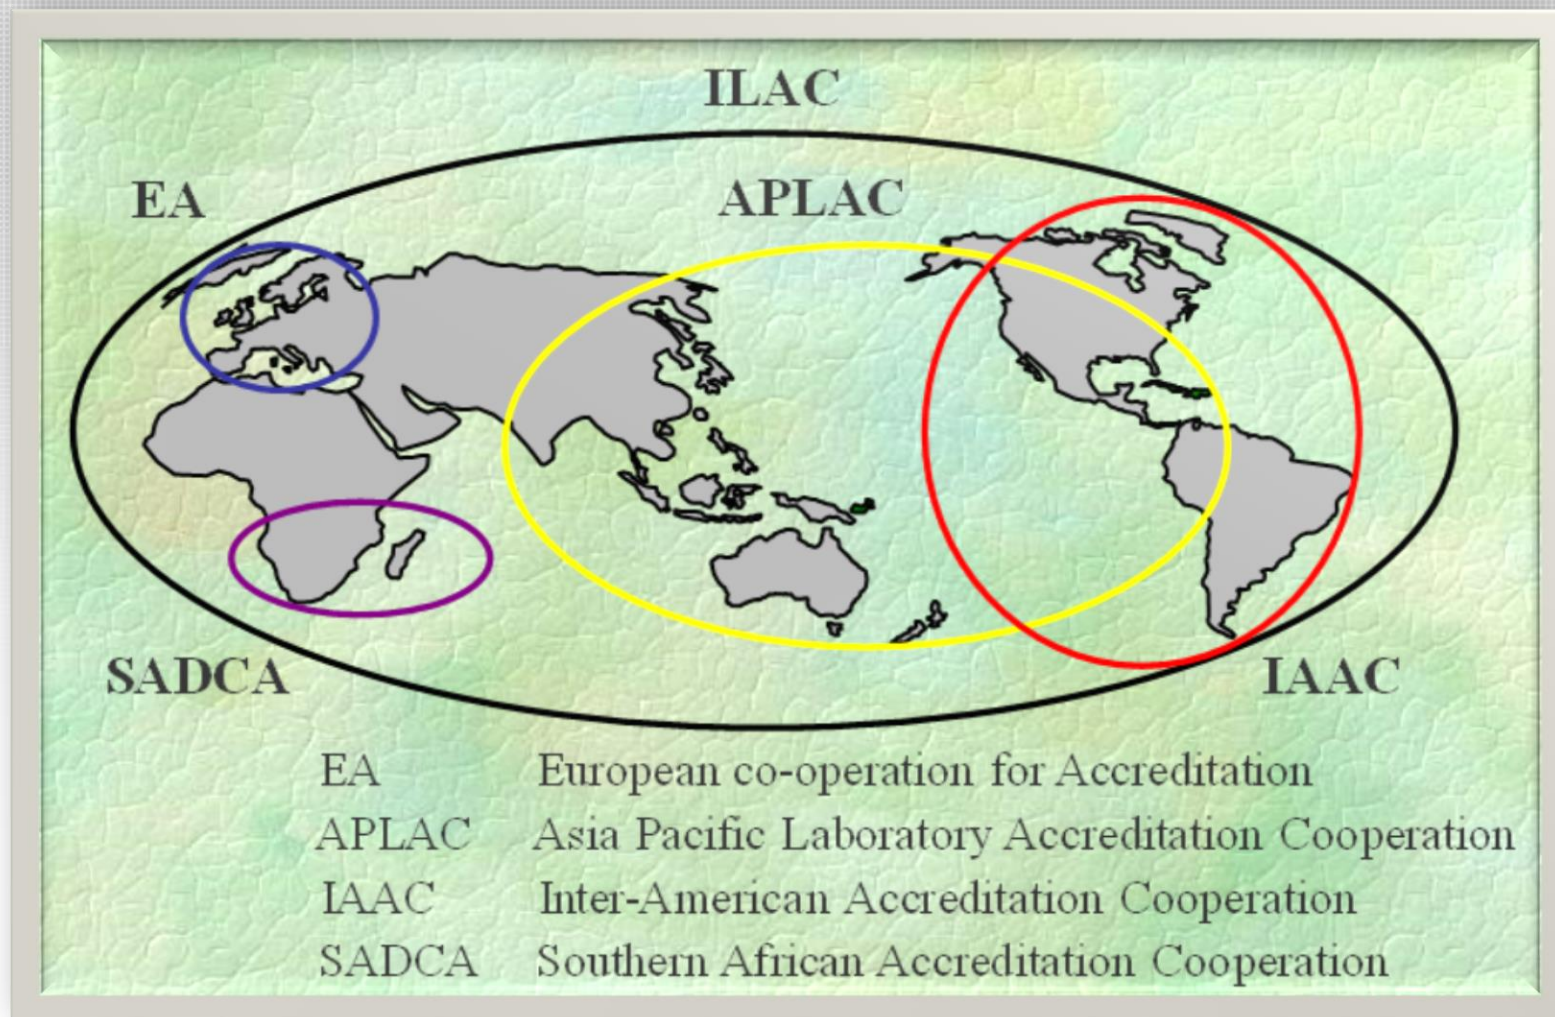 ILAC
EA
APLAC
SADCA
IAAC
EA European co-operation for Accreditation
APLAC Asia Pacific Laboratory Accreditation Cooperation
IAAC Inter-American Accreditation Cooperation
SADCA Southern African Accreditation Cooperation